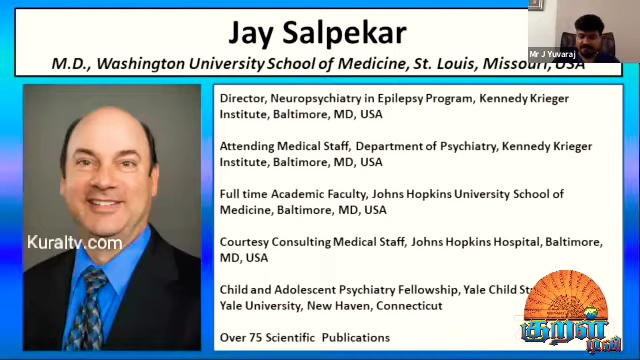 Jay Salpekar
M.D., Washington University School of Medicine, St. Louis, Missouri, USA
Mr J Yuvaraj
Director, Neuropsychiatry in Epilepsy Program, Kennedy Krieger
Institute, Baltimore, MD, USA
Attending Medical Staff, Department of Psychiatry, Kennedy Krieger
Institute, Baltimore, MD, USA
Full time Academic Faculty, Johns Hopkins University School of
Medicine, Baltimore, MD, USA
Courtesy Consulting Medical Staff, Johns Hopkins Hospital, Baltimore,
MD, USA
Child and Adolescent Psychiatry Fellowship, Yale Child
Yale University, New Haven, Connecticut
Over 75 Scientific Publications
Kuraltv.com
குறள்